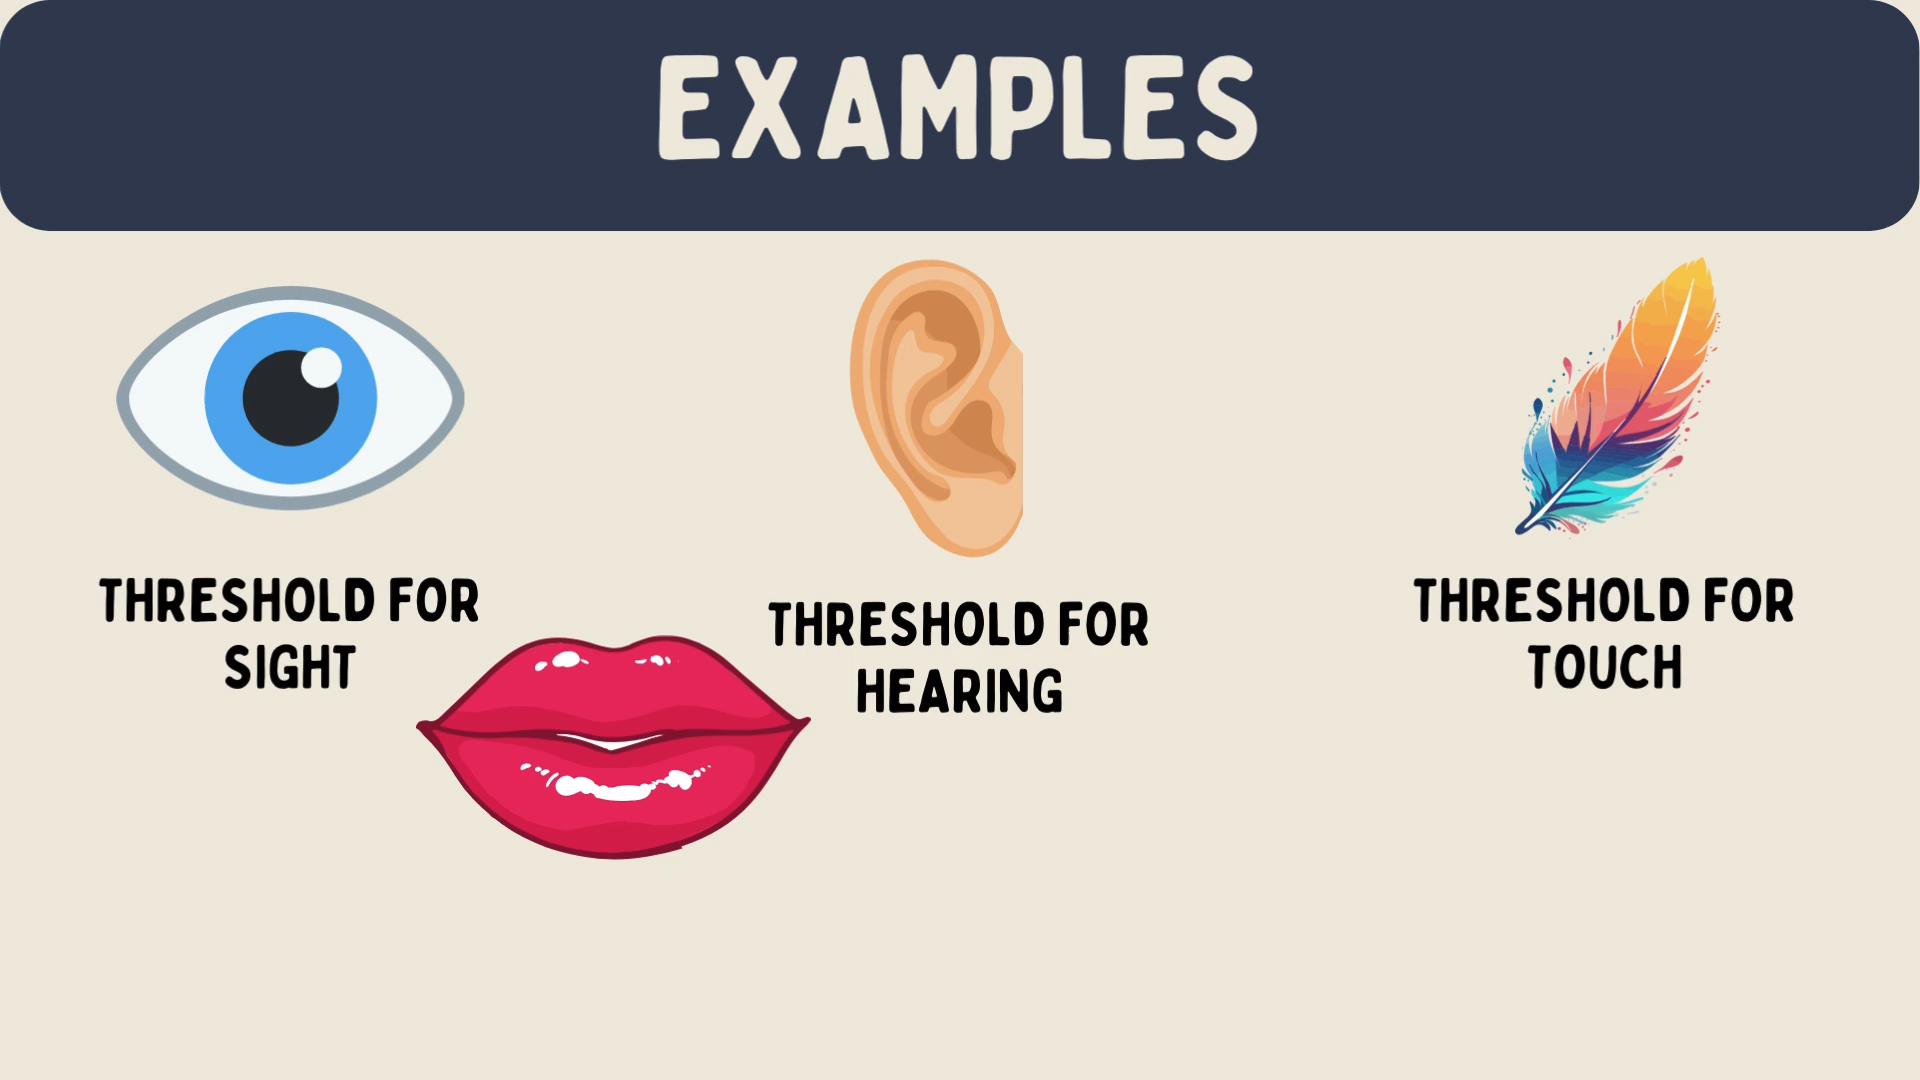 EXAMPLES
THRESHOLD FOR
SIGHT
THRESHOLD FOR
HEARING
THRESHOLD FOR
TOUCH